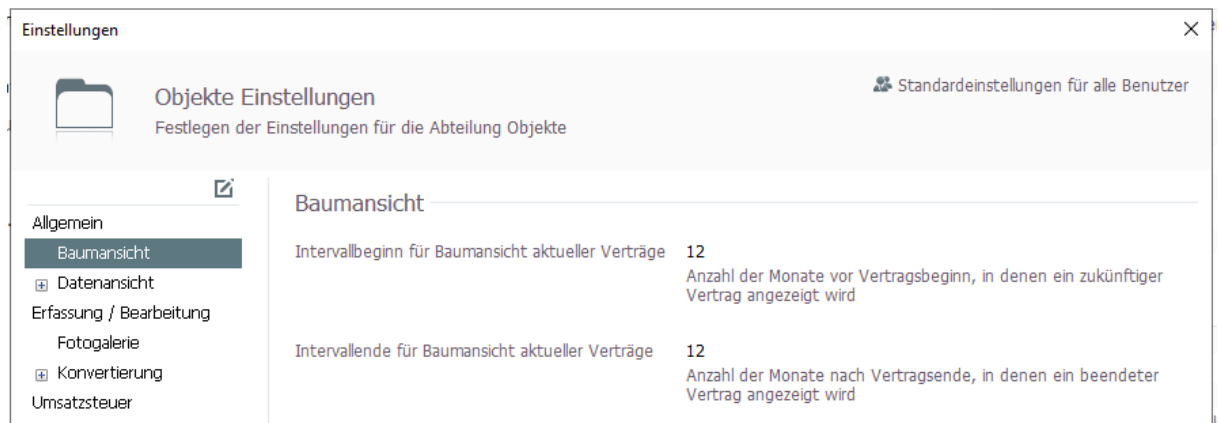 Einstellungen
Objekte Einstellungen
Standardeinstellungen für alle Benutzer
Festlegen der Einstellungen für die Abteilung Objekte
Allgemein
Baumansicht
Datenansicht
Erfassung / Bearbeitung
Fotogalerie
Konvertierung
Umsatzsteuer
Baumansicht
Intervallbeginn für Baumansicht aktueller Verträge 12
Anzahl der Monate vor Vertragsbeginn, in denen ein zukünftiger
Vertrag angezeigt wird
Intervallende für Baumansicht aktueller Verträge 12
Anzahl der Monate nach Vertragsende, in denen ein beendeter
Vertrag angezeigt wird